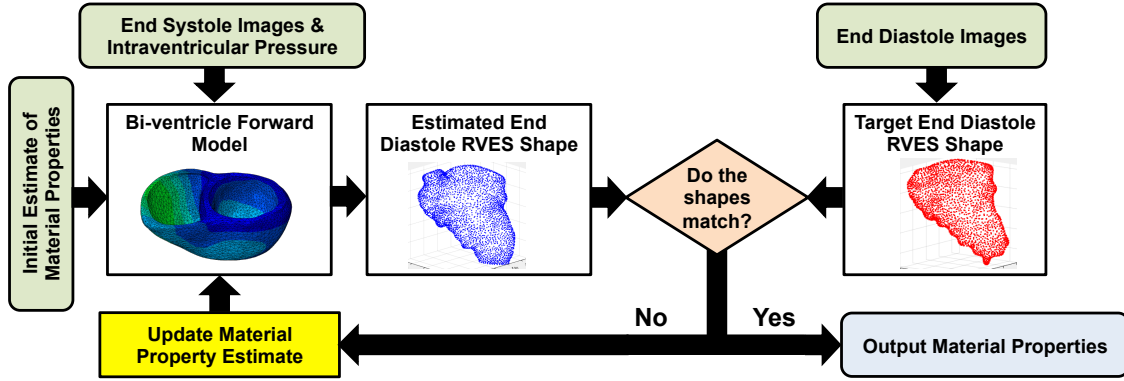 End Systole Images &
Intraventricular Pressure
End Diastole Images
Initial Estimate of
Material Properties
Bi-ventricle Forward
Model
Estimated End
Diastole RVES Shape
Do the
shapes
match?
Target End Diastole
RVES Shape
No
Yes
Update Material
Property Estimate
Output Material Properties